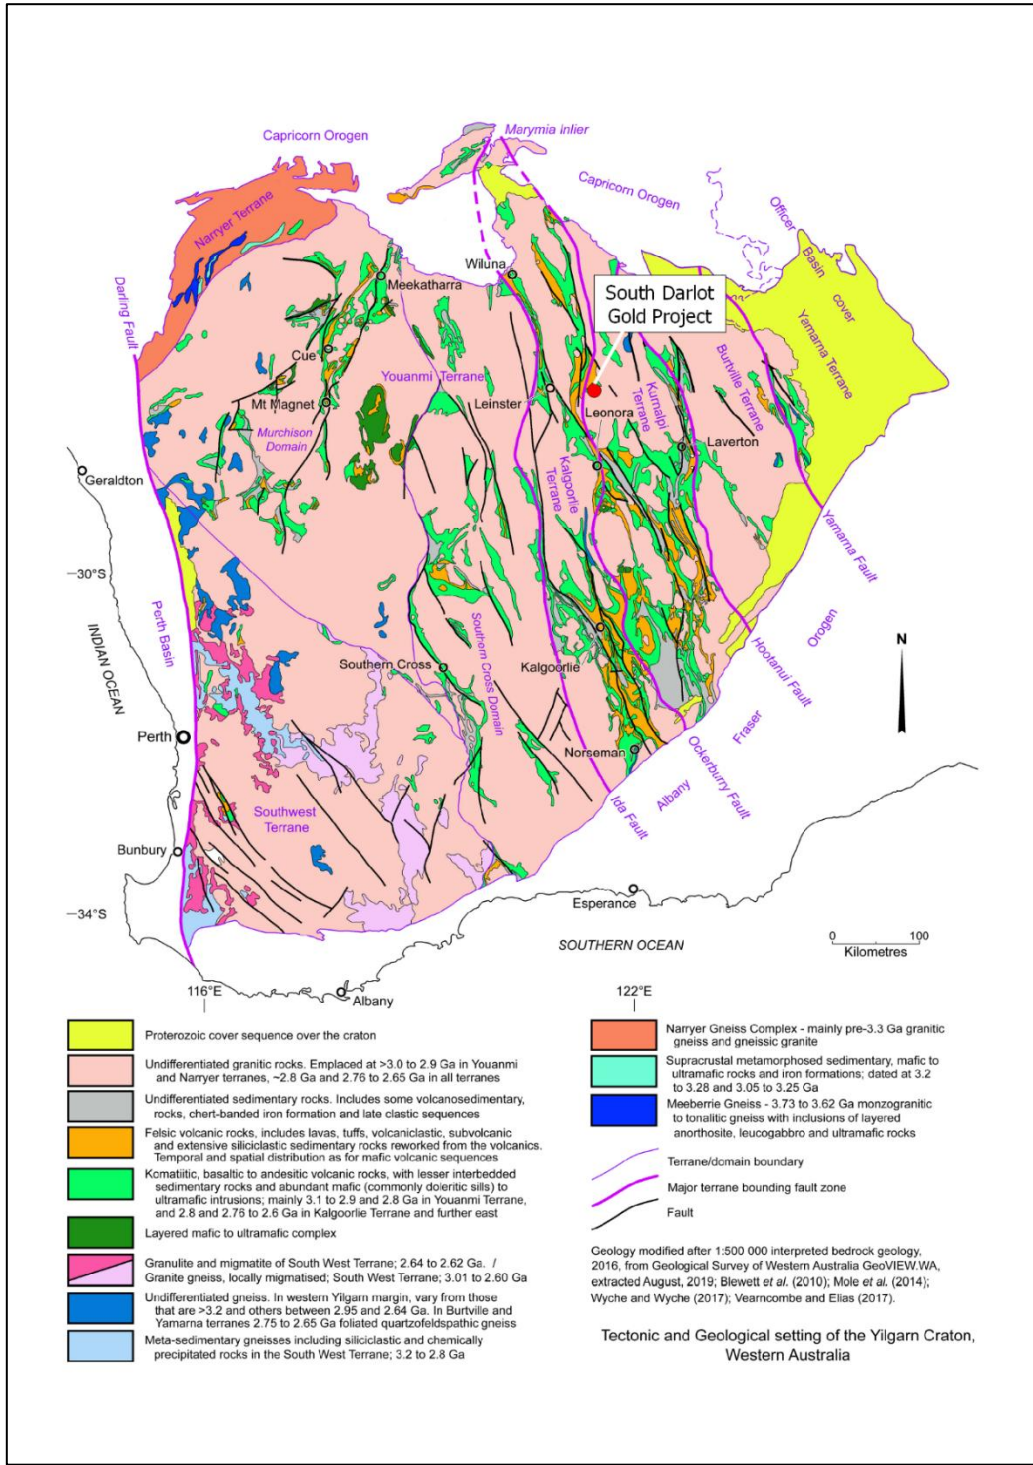 Capricorn Orogen
Marymia Inlier
Capricorn Orogen
Officer
Basin
cover
Narryer Terrane
Darling Fault
Wiluna
Meekatharra
South Darlot
Gold Project
Yamarna Terrane
Cue
Youanmi Terrane
Burtville Terrane
Mt Magnet
Leinster
Kurnalpi
Terrane
Leonora
Murchison
Domain
Laverton
Geraldton
Kalgoorlie
Terrane
Yamarna Fault
30°S
Perth Basin
INDIAN OCEAN
Southern Cross
Southern Cross Domain
Kalgoorlie
Hootanui Fault
Orogen
N
Perth
Norseman
Ockerburry Fault
Fraser
Albany
Ida Fault
Southwest
Terrane
Bunbury
Esperance
34°S
SOUTHERN OCEAN
0 100
Kilometres
116°E
Albany
122°E
Proterozoic cover sequence over the craton
Undifferentiated granitic rocks. Emplaced at >3.0 to 2.9 Ga in Youanmi
and Narryer terranes, ~2.8 Ga and 2.76 to 2.65 Ga in all terranes
Undifferentiated sedimentary rocks. Includes some volcanosedimentary,
rocks, chert-banded iron formation and late clastic sequences
Felsic volcanic rocks, includes lavas, tuffs, volcaniclastic, subvolcanic
and extensive siliciclastic sedimentary rocks reworked from the volcanics.
Temporal and spatial distribution as for mafic volcanic sequences
Komatiitic, basaltic to andesitic volcanic rocks, with lesser interbedded
sedimentary rocks and abundant mafic (commonly doleritic sills) to
ultramafic intrusions; mainly 3.1 to 2.9 and 2.8 Ga in Youanmi Terrane,
and 2.8 and 2.76 to 2.6 Ga in Kalgoorlie Terrane and further east
Layered mafic to ultramafic complex
Granulite and migmatite of South West Terrane; 2.64 to 2.62 Ga. /
Granite gneiss, locally migmatised; South West Terrane; 3.01 to 2.60 Ga
Undifferentiated gneiss. In western Yilgarn margin, vary from those
that are >3.2 and others between 2.95 and 2.64 Ga. In Burtville and
Yamarna terranes 2.75 to 2.65 Ga foliated quartzofeldspathic gneiss
Meta-sedimentary gneisses including siliciclastic and chemically
precipitated rocks in the South West Terrane; 3.2 to 2.8 Ga
Narryer Gneiss Complex - mainly pre-3.3 Ga granitic
gneiss and gneissic granite
Supracrustal metamorphosed sedimentary, mafic to
ultramafic rocks and iron formations; dated at 3.2
to 3.28 and 3.05 to 3.25 Ga
Meeberrie Gneiss - 3.73 to 3.62 Ga monzogranitic
to tonalitic gneiss with inclusions of layered
anorthosite, leucogabbro and ultramafic rocks
Terrane/domain boundary
Major terrane bounding fault zone
Fault
Geology modified after 1:500 000 interpreted bedrock geology,
2016, from Geological Survey of Western Australia GeoVIEW.WA,
extracted August, 2019; Blewett et al. (2010); Mole et al. (2014);
Wyche and Wyche (2017); Vearncombe and Elias (2017).
Tectonic and Geological setting of the Yilgarn Craton,
Western Australia